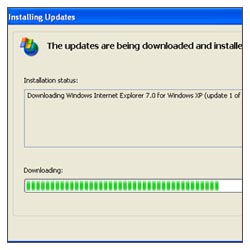 Installing Updates
The updates are being downloaded and installe
Installation status:
Downloading Windows Internet Explorer 7.0 for Windows XP (update 1 of
Downloading: